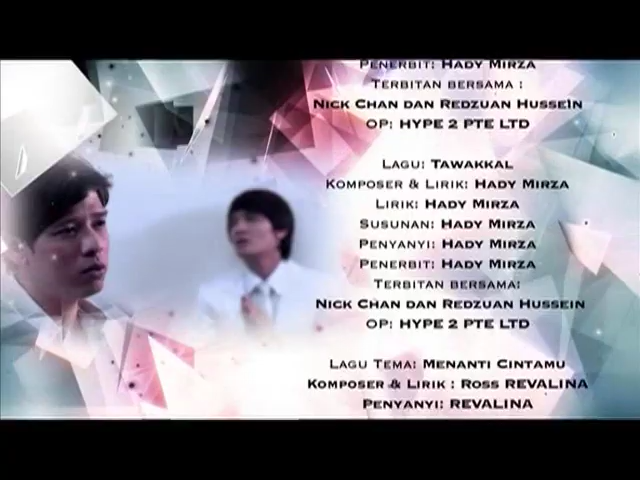 PENERBIT: HADY MIRZA
TERBITAN BERSAMA :
NICK CHAN DAN REDZUAN HUSSEIN
OP: HYPE 2 PTE LTD
LAGU: TAWAKKAL
KOMPOSER & LIRIK: HADY MIRZA
LIRIK: HADY MIRZA
SUSUNAN: HADY MIRZA
PENYANYI: HADY MIRZA
PENERBIT: HADY MIRZA
TERBITAN BERSAMA:
NICK CHAN DAN REDZUAN HUSSEIN
OP: HYPE 2 PTE LTD
LAGU TEMA: MENANTI CINTAMU
KOMPOSER & LIRIK : ROSS REVALINA
PENYANYI: REVALINA